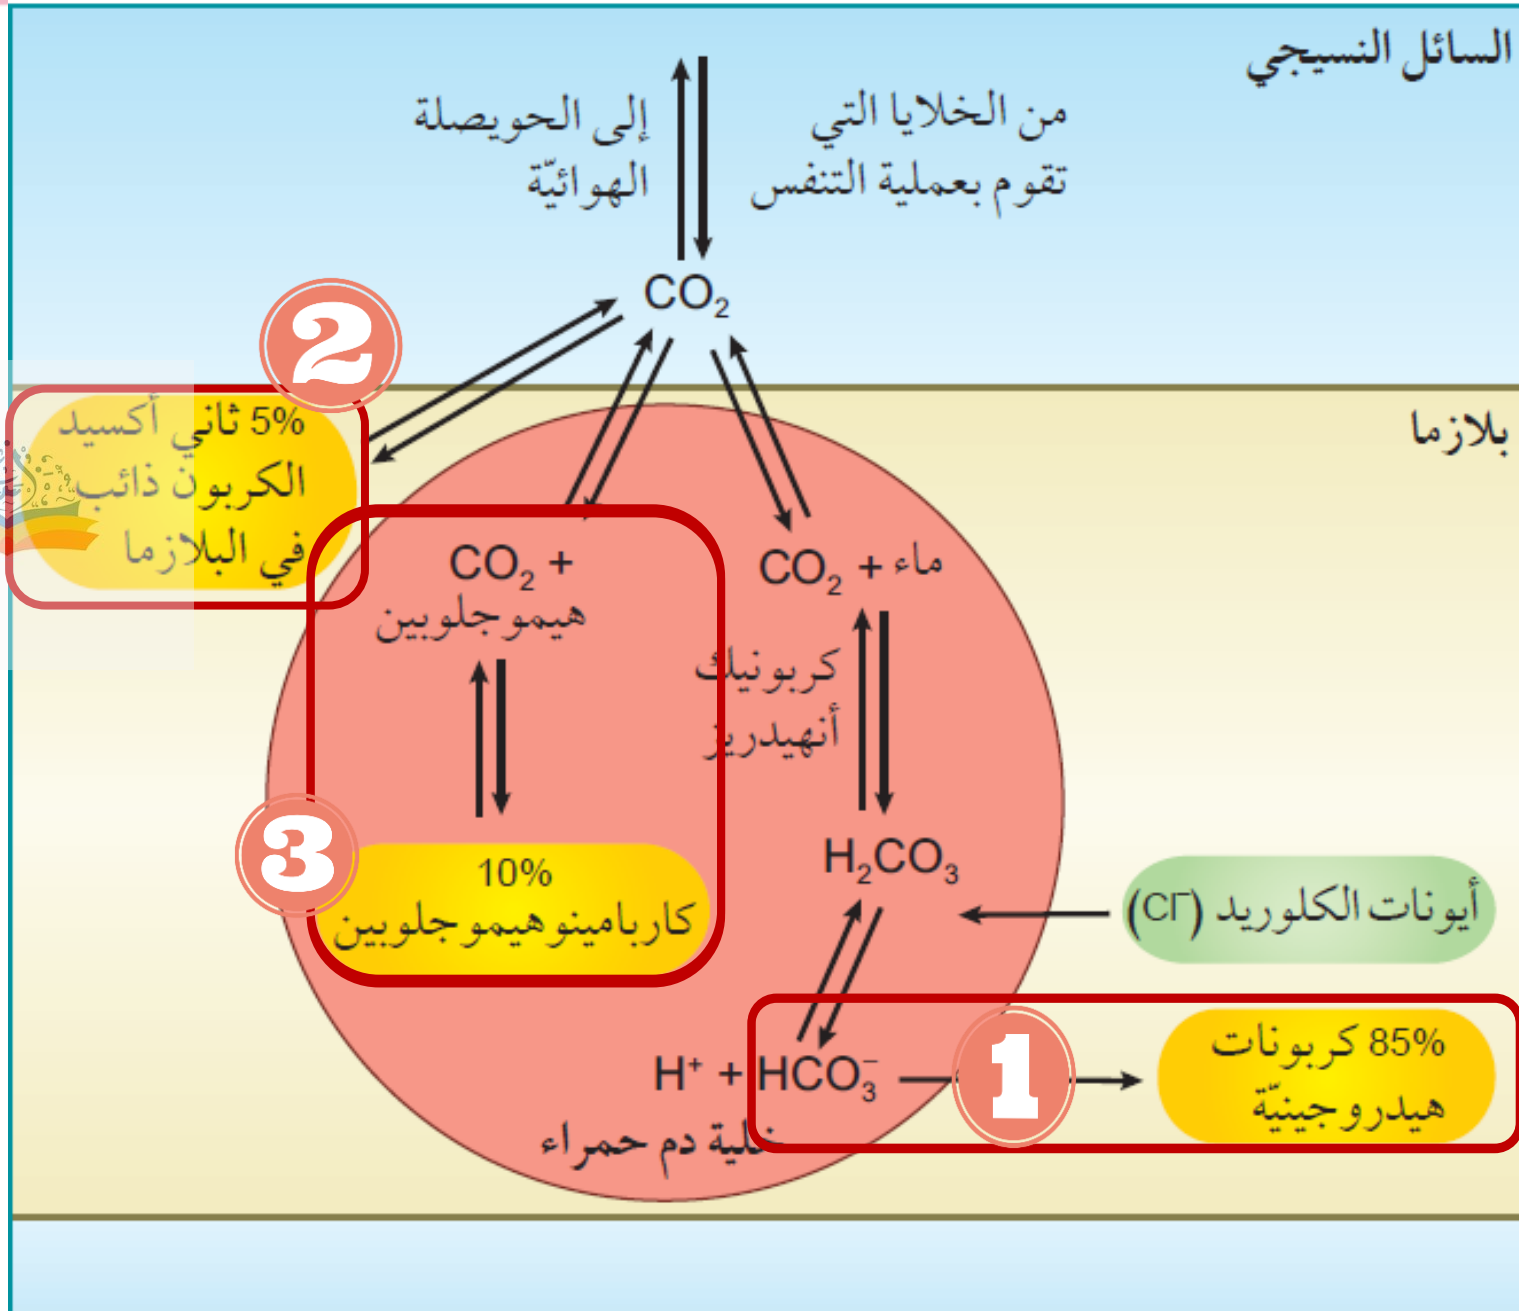 السائل النسيجي
من الخلايا التي
تقوم بعملية التنفس
إلى الحويصلة
الهوائيّة
CO₂
2
بلازما
5% ثاني أكسيد
الكربون ذائب
في البلازما
CO₂ + ماء
CO₂ +
هيموجلوبين
كربونيك
أنهيدريز
3
10%
كاربامينوهيموجلوبين
H₂CO₃
أيونات الكلوريد (Cl⁻)
H⁺ + HCO₃⁻
1
85% كربونات
هيدروجينيّة
خلية دم حمراء